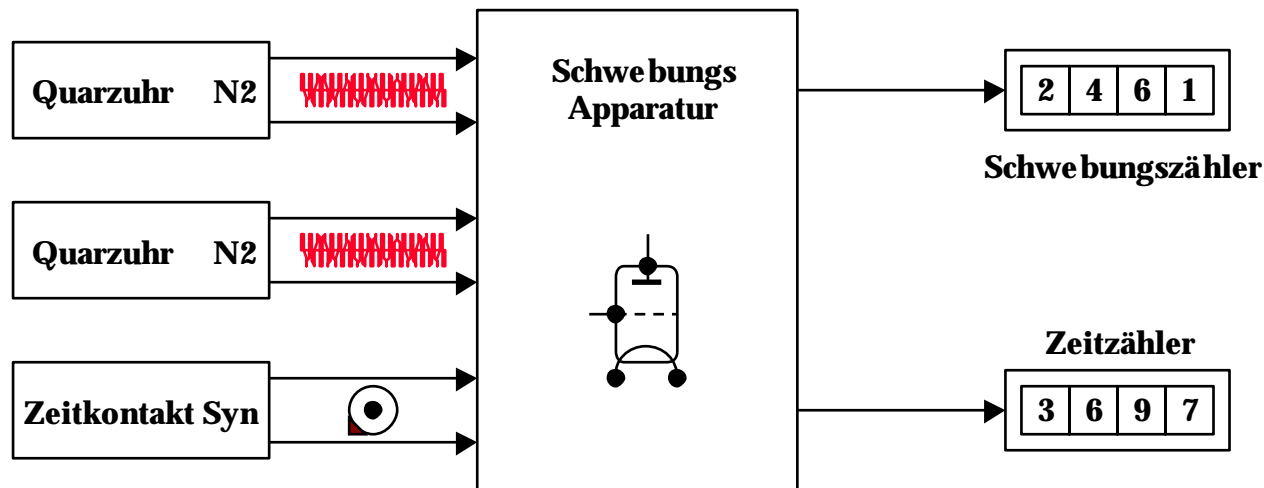 Quarzuhr N2
Schwebungs
Apparatur
2 4 6 1
Schwebungszähler
Quarzuhr N2
Zeitkontakt Syn
Zeitzähler
3 6 9 7